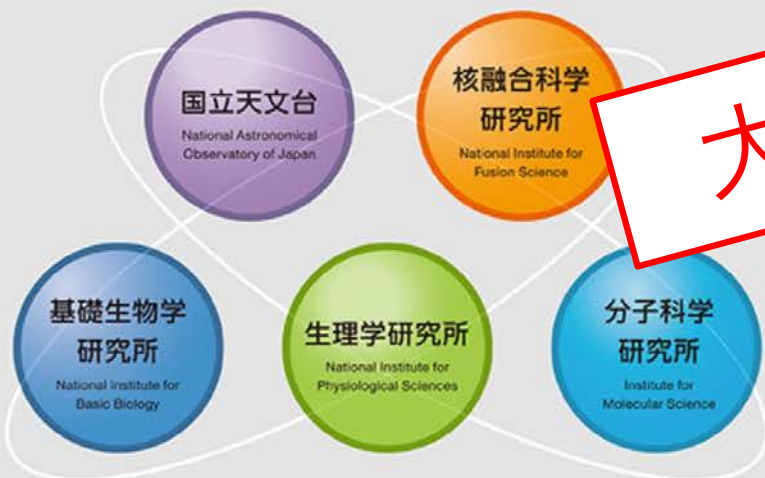 国立天文台
National Astronomical
Observatory of Japan
核融合科学
研究所
National Institute for
Fusion Science
大
基礎生物学
研究所
National Institute for
Basic Biology
生理学研究所
National Institute for
Physiological Sciences
分子科学
研究所
Institute for
Molecular Science